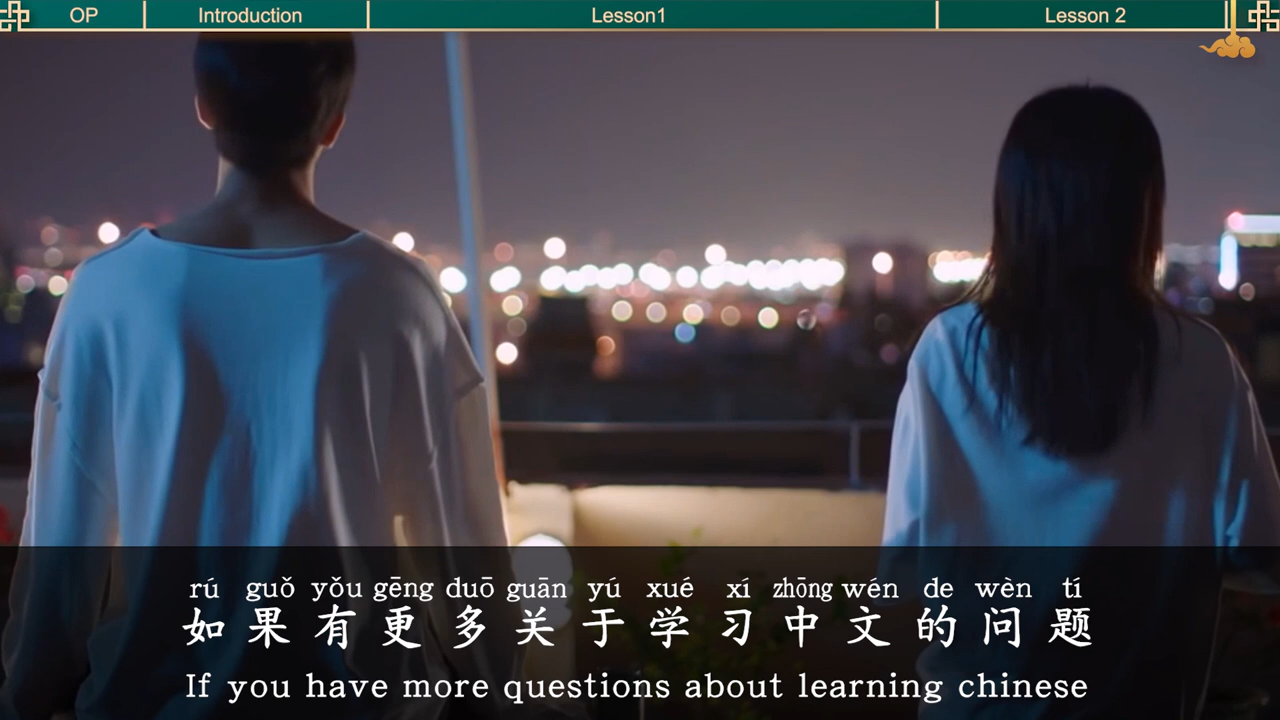 OP Introduction Lesson1 Lesson 2
rú guǒ yǒu gēng duō guān yú xué xí zhōng wén de wèn tí
如果有更多关于学习中文的问题
If you have more questions about learning chinese